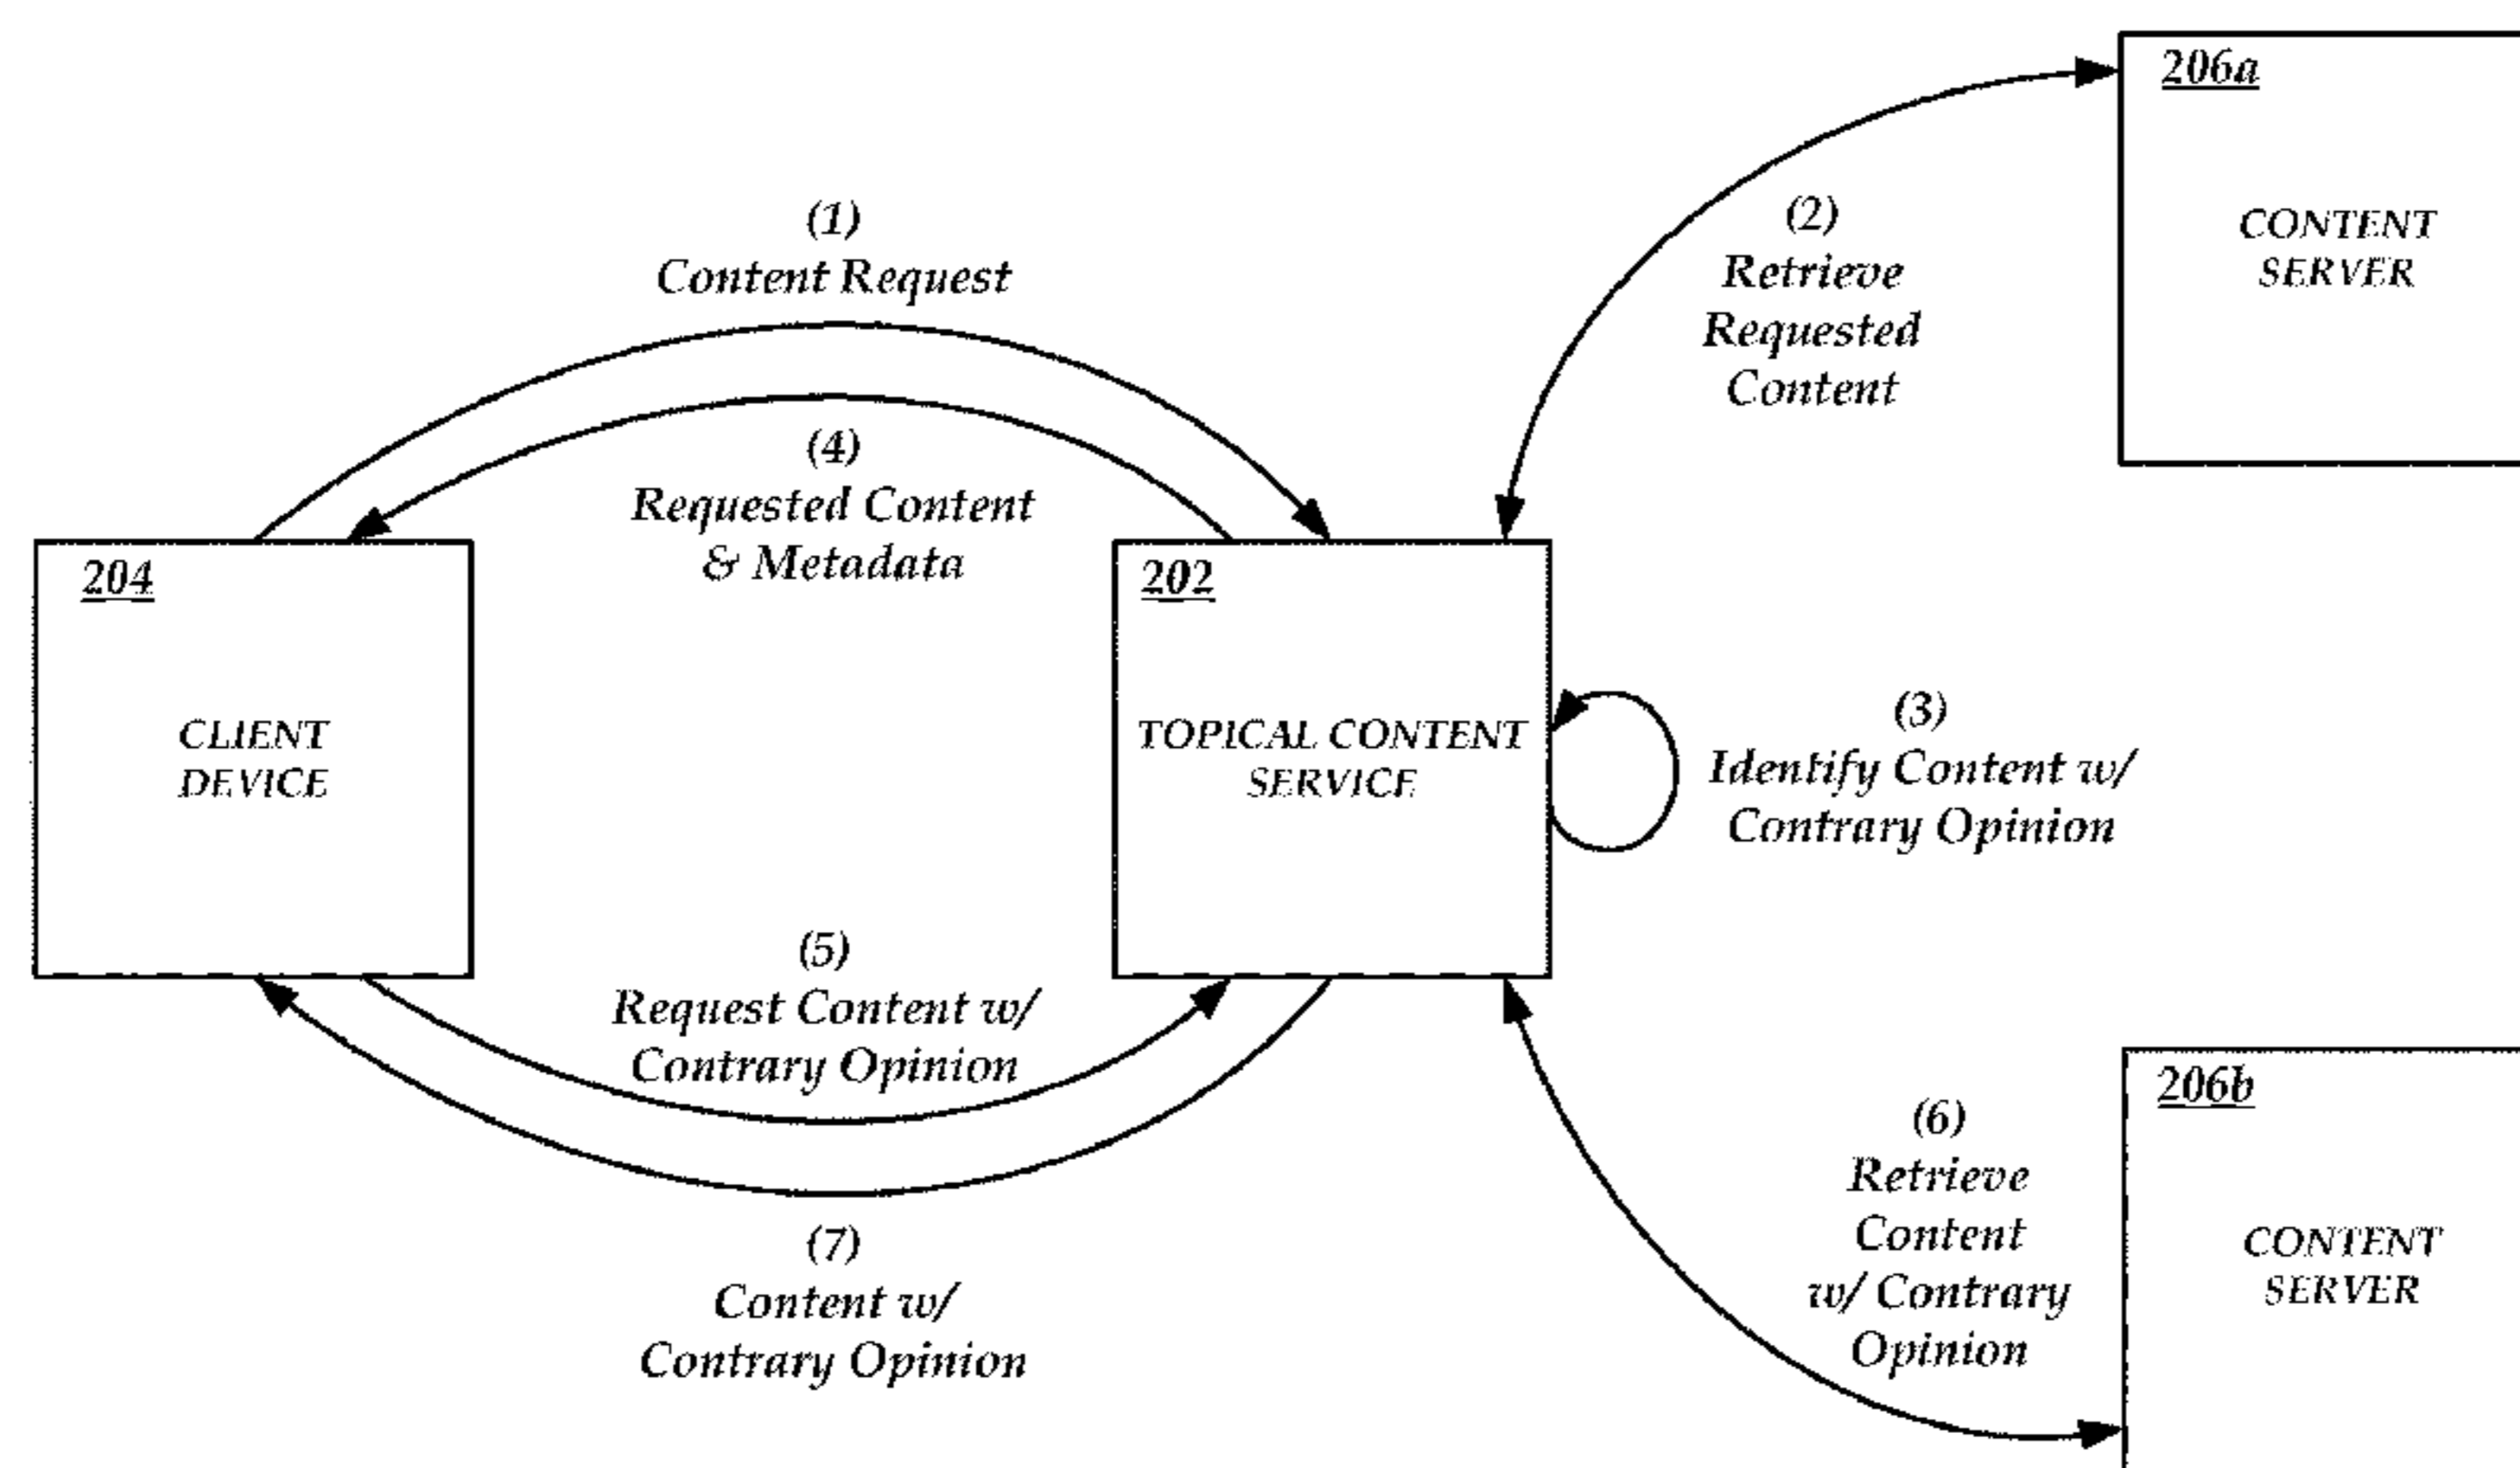 206a
CONTENT
SERVER
(1)
Content Request
(2)
Retrieve
Requested
Content
(4)
Requested Content
& Metadata
204
CLIENT
DEVICE
202
TOPICAL CONTENT
SERVICE
(3)
Identify Content w/
Contrary Opinion
(5)
Request Content w/
Contrary Opinion
(7)
Content w/
Contrary Opinion
(6)
Retrieve
Content
w/ Contrary
Opinion
206b
CONTENT
SERVER